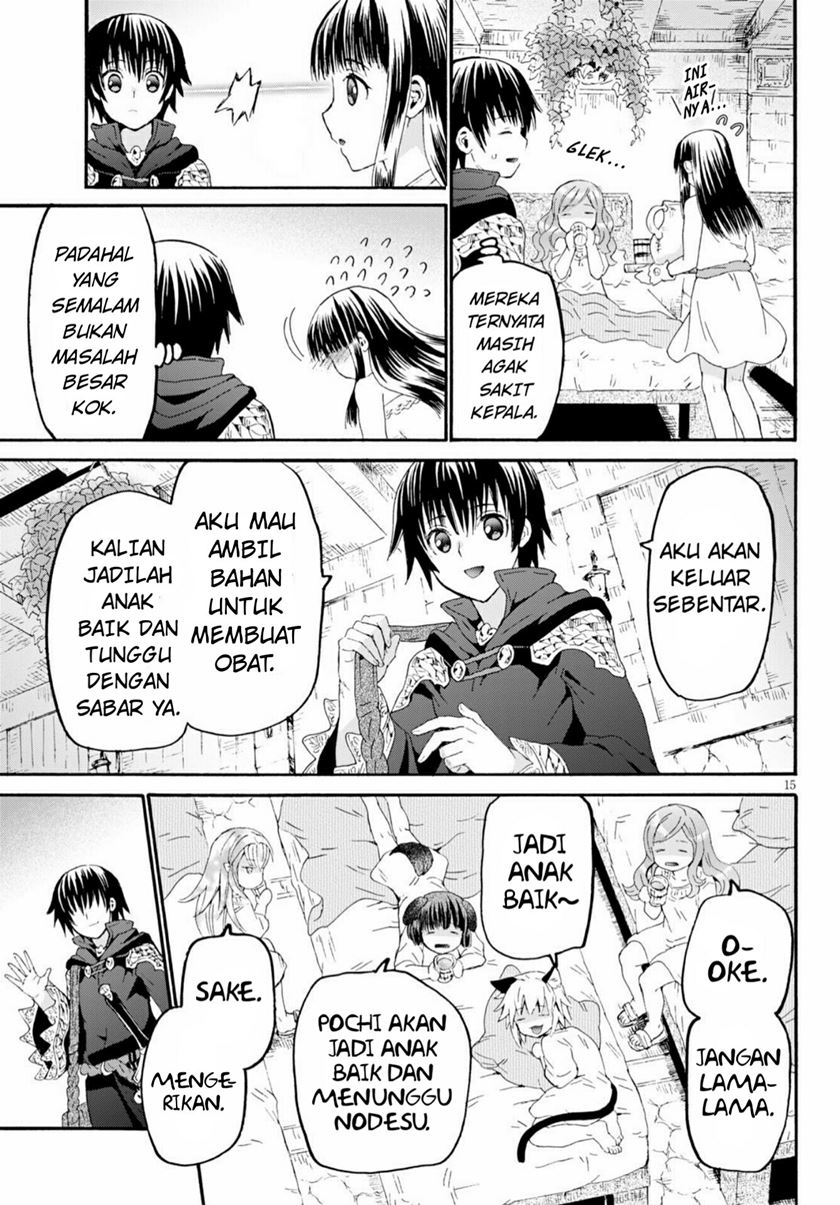 INI
AIR-
NYA!...
GLEK...
MEREKA
TERNYATA
MASIH
AGAK
SAKIT
KEPALA.
PADAHAL
YANG
SEMALAM
BUKAN
MASALAH
BESAR
KOK.
AKU AKAN
KELUAR
SEBENTAR.
AKU MAU
AMBIL
BAHAN
UNTUK
MEMBUAT
OBAT.
KALIAN
JADILAH
ANAK
BAIK DAN
TUNGGU
DENGAN
SABAR YA.
15
O-
OKE.
JANGAN
LAMA-
LAMA.
JADI
ANAK
BAIK~
POCHI AKAN
JADI ANAK
BAIK DAN
MENUNGGU
NODESU.
SAKE.
MENGE-
RIKAN.